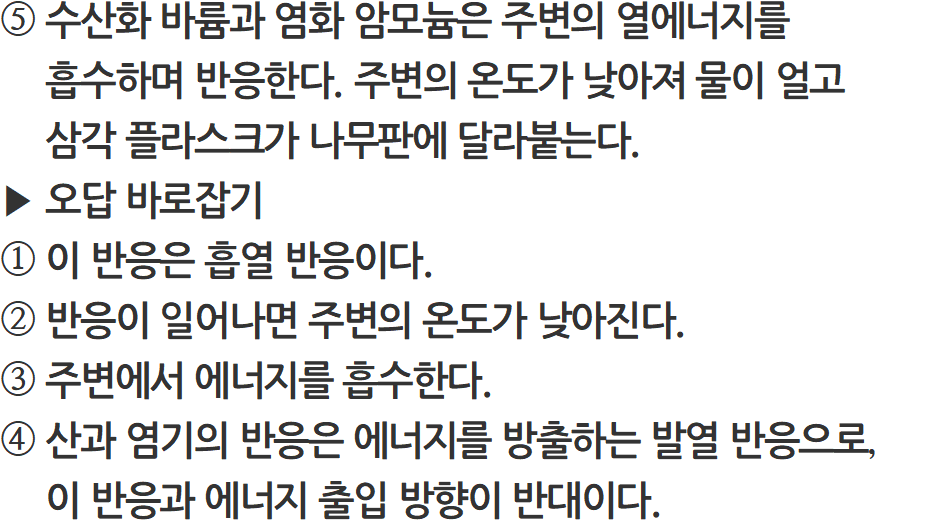 ⑤ 수산화 바륨과 염화 암모늄은 주변의 열에너지를
흡수하며 반응한다. 주변의 온도가 낮아져 물이 얼고
삼각 플라스크가 나무판에 달라붙는다.
▶ 오답 바로잡기
① 이 반응은 흡열 반응이다.
② 반응이 일어나면 주변의 온도가 낮아진다.
③ 주변에서 에너지를 흡수한다.
④ 산과 염기의 반응은 에너지를 방출하는 발열 반응으로,
이 반응과 에너지 출입 방향이 반대이다.